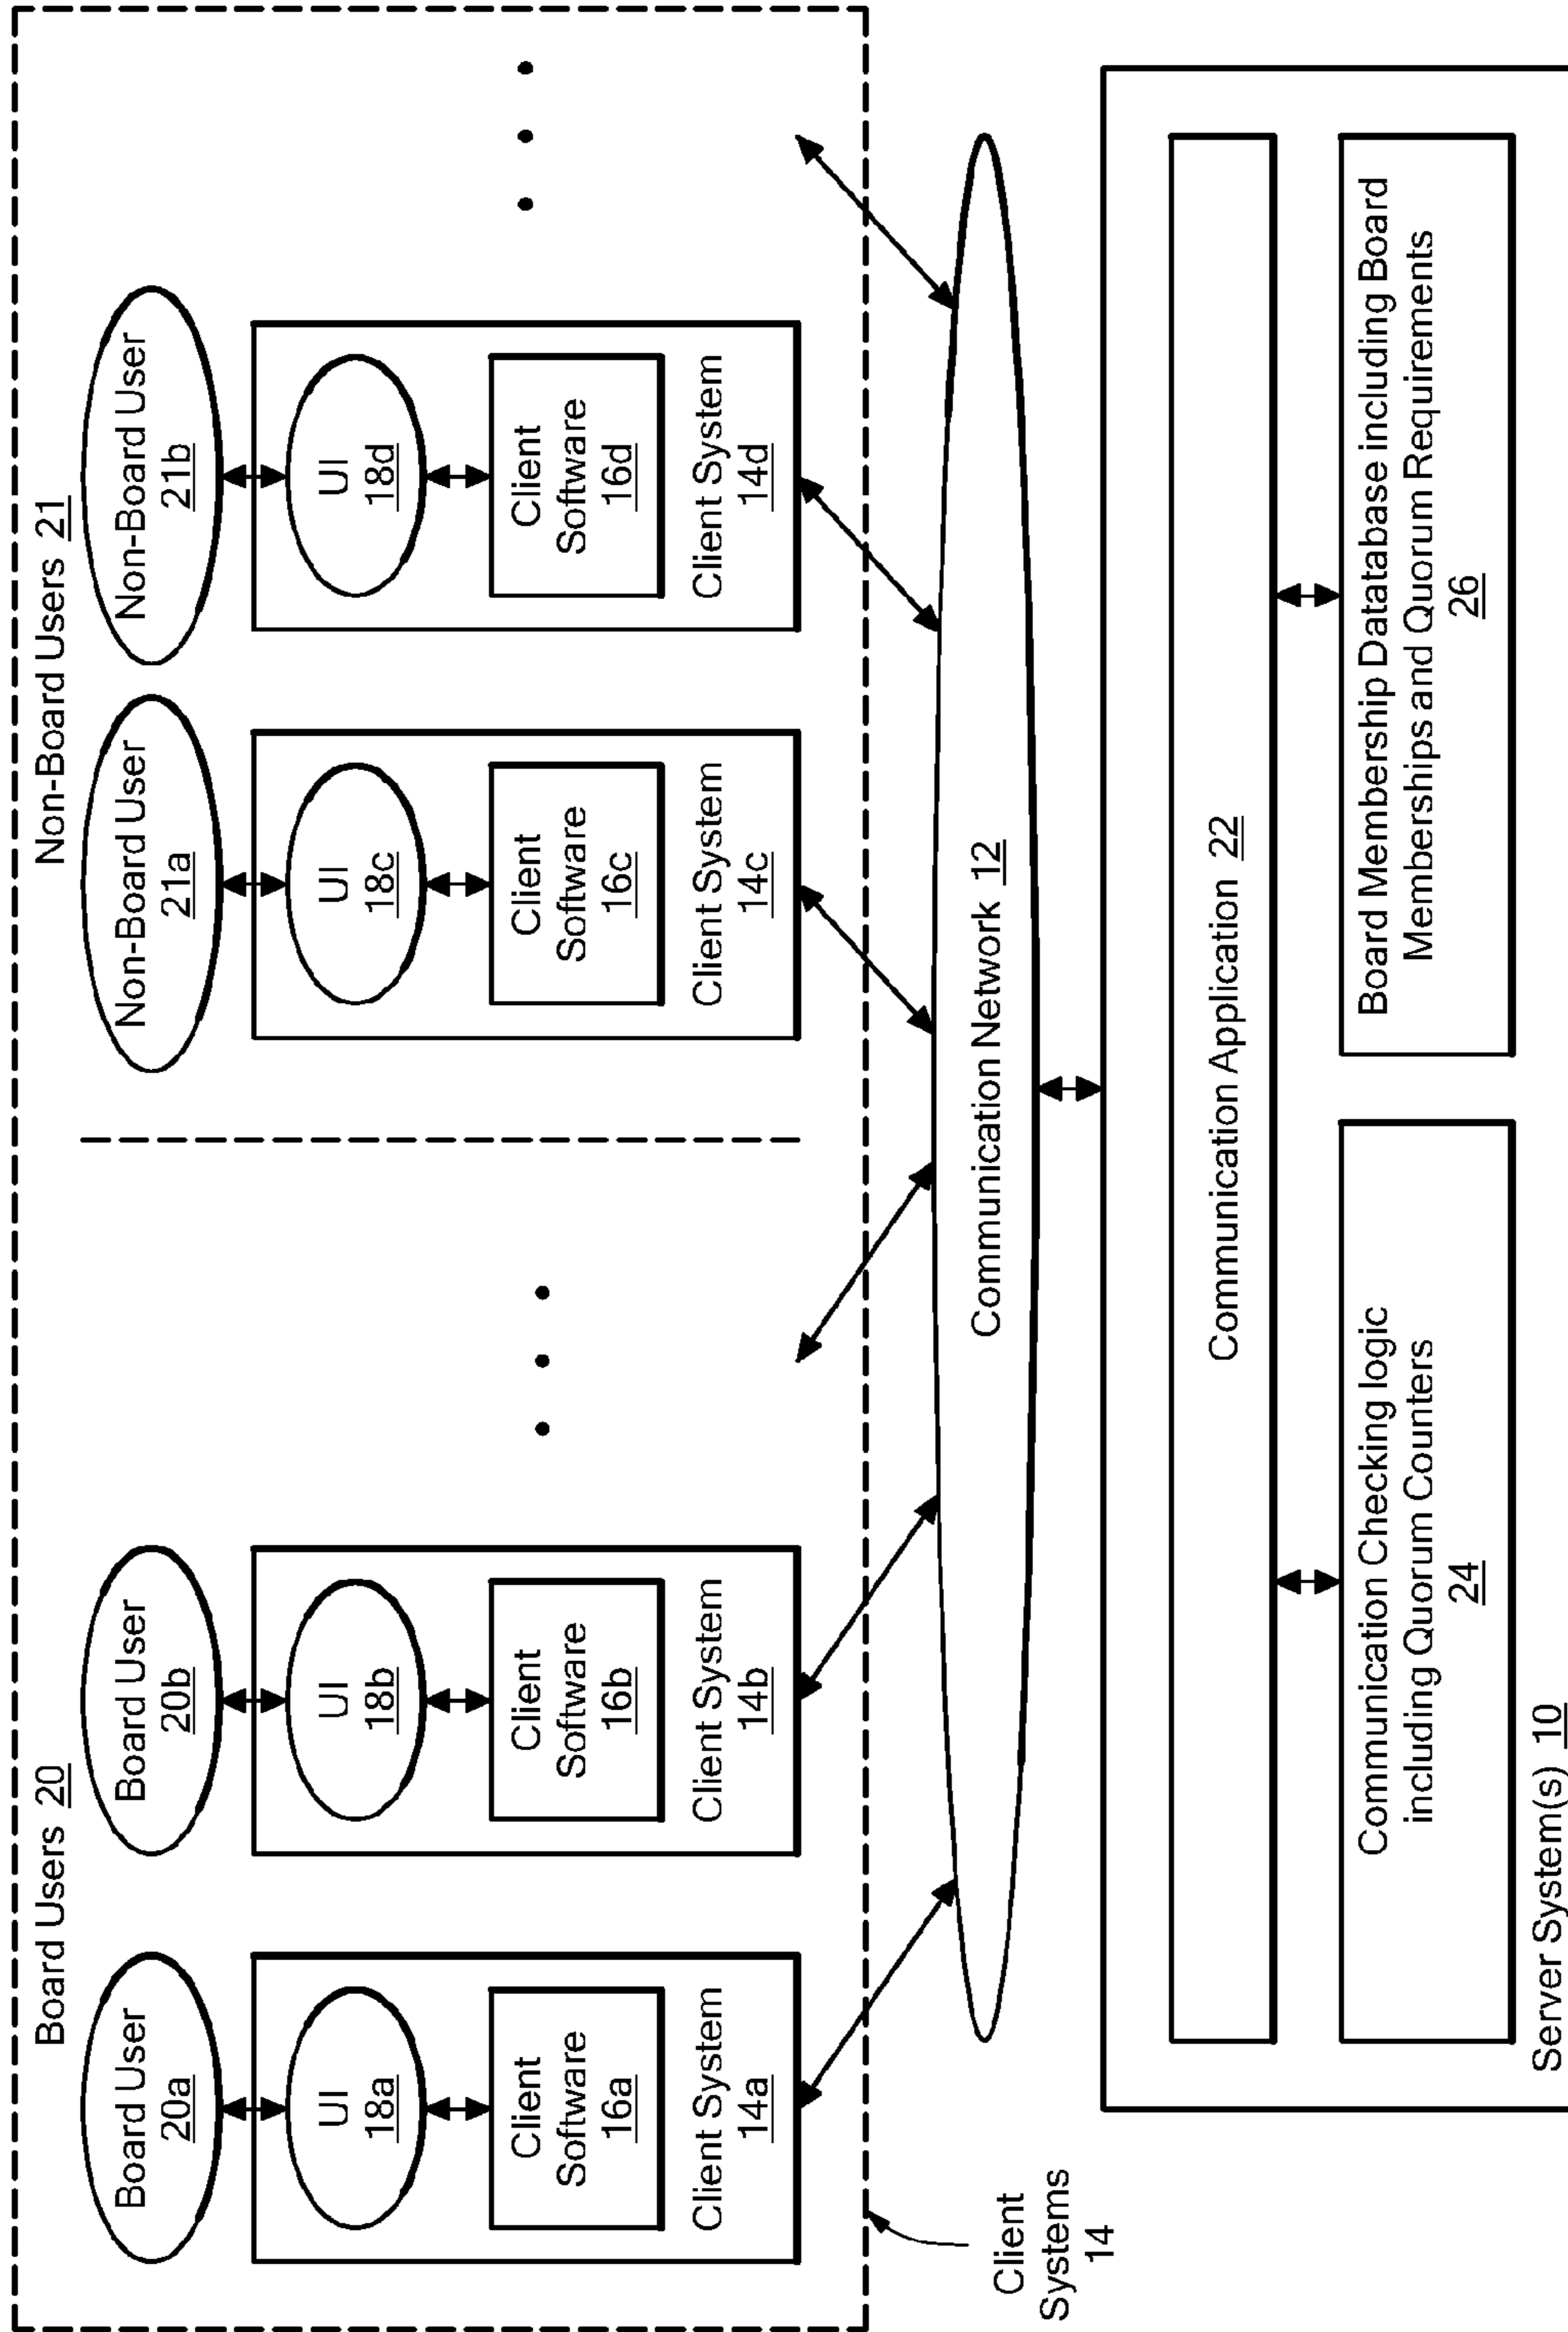 Board Users 20
Non-Board Users 21
Board User
20a
Board User
20b
Non-Board User
21a
Non-Board User
21b
UI
18a
UI
18b
UI
18c
UI
18d
Client
Software
16a
Client
Software
16b
Client
Software
16c
Client
Software
16d
Client System
14a
Client System
14b
Client System
14c
Client System
14d
Client
Systems
14
Communication Network 12
Communication Application 22
Communication Checking logic
including Quorum Counters
24
Board Membership Datatabase including Board
Memberships and Quorum Requirements
26
Server System(s) 10